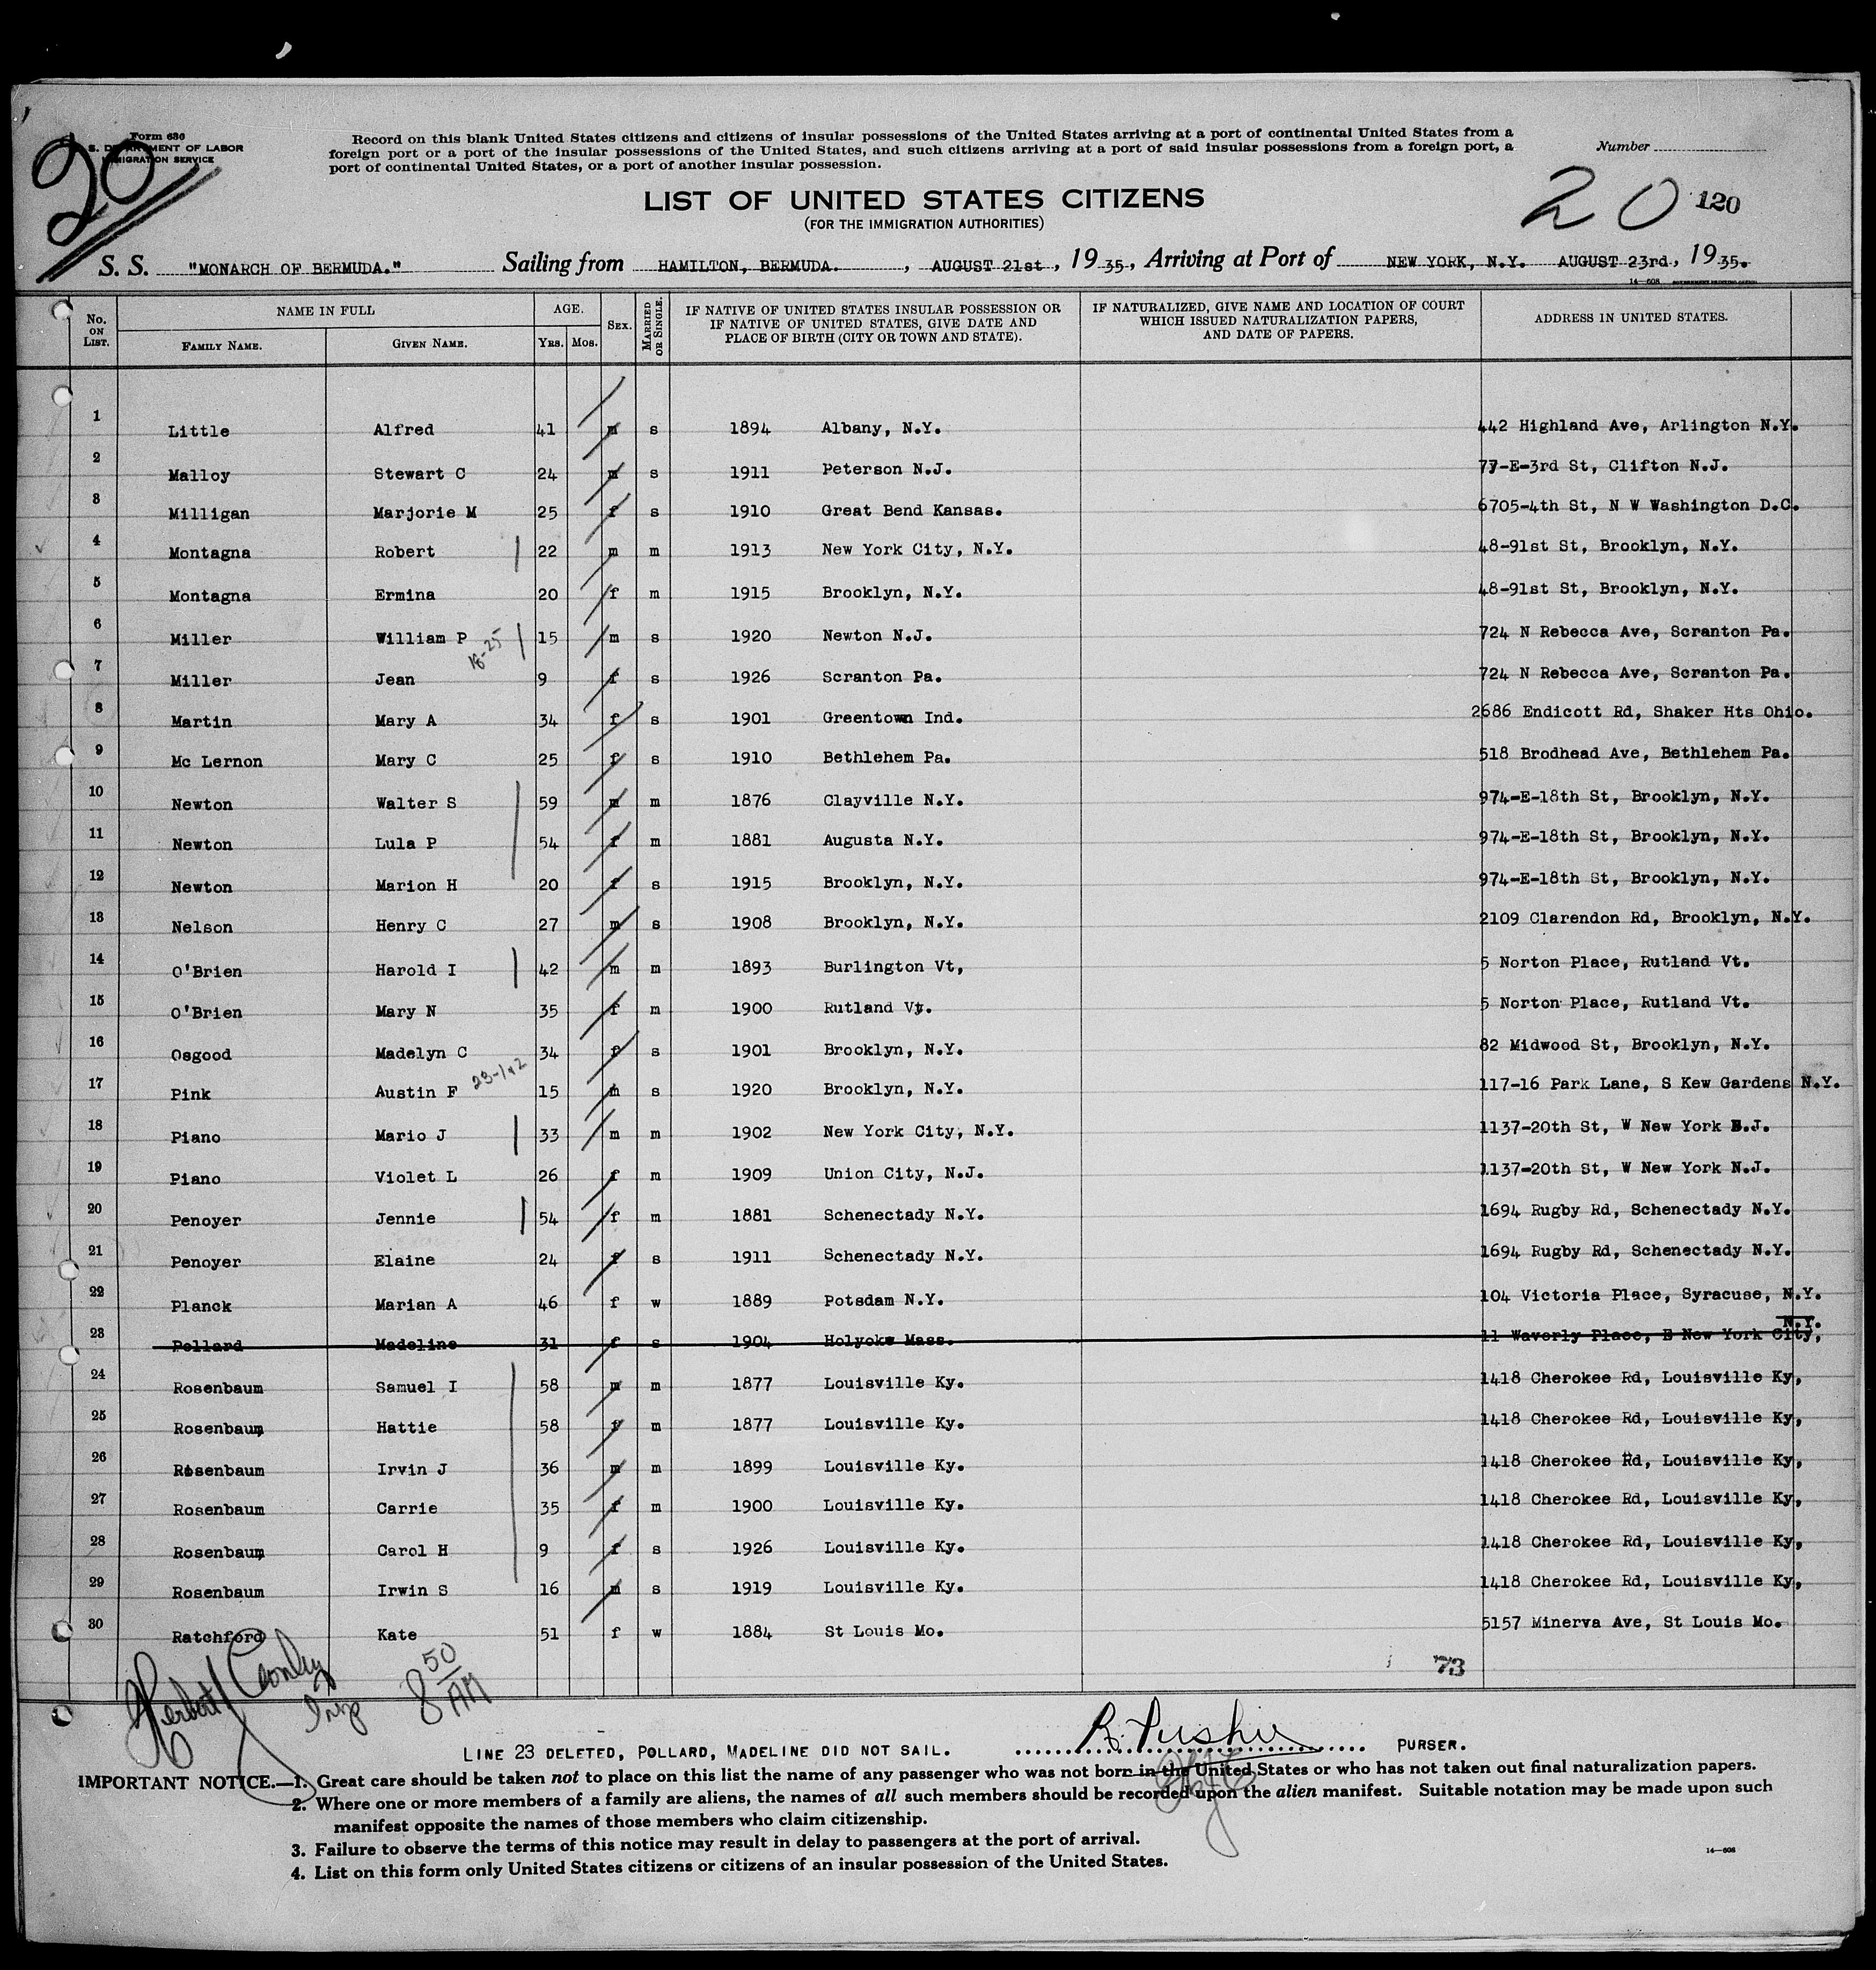 Form 636
U. S. DEPARTMENT OF LABOR
IMMIGRATION SERVICE
20
Record on this blank United States citizens and citizens of insular possessions of the United States arriving at a port of continental United States from a
foreign port or a port of the insular possessions of the United States, and such citizens arriving at a port of said insular possessions from a foreign port, a
port of continental United States, or a port of another insular possession.
Number
LIST OF UNITED STATES CITIZENS
(FOR THE IMMIGRATION AUTHORITIES)
20 120
S. S. "MONARCH OF BERMUDA." Sailing from HAMILTON, BERMUDA. , AUGUST 21st , 19 35., Arriving at Port of NEW YORK, N.Y. AUGUST 23rd, 19 35.
14—608 GOVERNMENT PRINTING OFFICE
No. ON LIST. NAME IN FULL AGE. SEX. MARRIED OR SINGLE. IF NATIVE OF UNITED STATES INSULAR POSSESSION OR IF NATIVE OF UNITED STATES, GIVE DATE AND PLACE OF BIRTH (CITY OR TOWN AND STATE). IF NATURALIZED, GIVE NAME AND LOCATION OF COURT WHICH ISSUED NATURALIZATION PAPERS, AND DATE OF PAPERS. ADDRESS IN UNITED STATES.
FAMILY NAME. GIVEN NAME. YRS. MOS.
1 Little Alfred 41 m s 1894 Albany, N.Y. 442 Highland Ave, Arlington N.Y.
2 Malloy Stewart C 24 m s 1911 Peterson N.J. 77-E-3rd St, Clifton N.J.
3 Milligan Marjorie M 25 f s 1910 Great Bend Kansas. 6705-4th St, N W Washington D.C.
4 Montagna Robert 22 m m 1913 New York City, N.Y. 48-91st St, Brooklyn, N.Y.
5 Montagna Ermina 20 f m 1915 Brooklyn, N.Y. 48-91st St, Brooklyn, N.Y.
6 Miller William P 15 m s 1920 Newton N.J. 724 N Rebecca Ave, Scranton Pa.
18-25
7 Miller Jean 9 f s 1926 Scranton Pa. 724 N Rebecca Ave, Scranton Pa.
8 Martin Mary A 34 f s 1901 Greentown Ind. 2686 Endicott Rd, Shaker Hts Ohio.
9 Mc Lernon Mary C 25 f s 1910 Bethlehem Pa. 518 Brodhead Ave, Bethlehem Pa.
10 Newton Walter S 59 m m 1876 Clayville N.Y. 974-E-18th St, Brooklyn, N.Y.
11 Newton Lula P 54 f m 1881 Augusta N.Y. 974-E-18th St, Brooklyn, N.Y.
12 Newton Marion H 20 f s 1915 Brooklyn, N.Y. 974-E-18th St, Brooklyn, N.Y.
13 Nelson Henry C 27 m s 1908 Brooklyn, N.Y. 2109 Clarendon Rd, Brooklyn, N.Y.
14 O'Brien Harold I 42 m m 1893 Burlington Vt, 5 Norton Place, Rutland Vt.
15 O'Brien Mary N 35 f m 1900 Rutland Vt. 5 Norton Place, Rutland Vt.
16 Osgood Madelyn C 34 f s 1901 Brooklyn, N.Y. 82 Midwood St, Brooklyn, N.Y.
17 Pink Austin F 15 m s 1920 Brooklyn, N.Y. 117-16 Park Lane, S Kew Gardens N.Y.
18 Piano Mario J 33 m m 1902 New York City, N.Y. 1137-20th St, W New York N.J.
19 Piano Violet L 26 f m 1909 Union City, N.J. 1137-20th St, W New York N.J.
20 Penoyer Jennie 54 f m 1881 Schenectady N.Y. 1694 Rugby Rd, Schenectady N.Y.
21 Penoyer Elaine 24 f s 1911 Schenectady N.Y. 1694 Rugby Rd, Schenectady N.Y.
22 Planck Marian A 46 f w 1889 Potsdam N.Y. 104 Victoria Place, Syracuse, N.Y.
23 Pollard Madeline 31 f s 1904 Holyoke Mass. 11 Waverly Place, E New York City, N.Y.
24 Rosenbaum Samuel I 58 m m 1877 Louisville Ky. 1418 Cherokee Rd, Louisville Ky,
25 Rosenbaum Hattie 58 f m 1877 Louisville Ky. 1418 Cherokee Rd, Louisville Ky,
26 Rosenbaum Irvin J 36 m m 1899 Louisville Ky. 1418 Cherokee Rd, Louisville Ky,
27 Rosenbaum Carrie 35 f m 1900 Louisville Ky. 1418 Cherokee Rd, Louisville Ky,
28 Rosenbaum Carol H 9 f s 1926 Louisville Ky. 1418 Cherokee Rd, Louisville Ky,
29 Rosenbaum Irwin S 16 m s 1919 Louisville Ky. 1418 Cherokee Rd, Louisville Ky,
30 Ratchford Kate 51 f w 1884 St Louis Mo. 5157 Minerva Ave, St Louis Mo.
73
Herbert
8 50 AM
LINE 23 DELETED, POLLARD, MADELINE DID NOT SAIL. PURSER.
IMPORTANT NOTICE.—1. Great care should be taken not to place on this list the name of any passenger who was not born in the United States or who has not taken out final naturalization papers.
2. Where one or more members of a family are aliens, the names of all such members should be recorded upon the alien manifest. Suitable notation may be made upon such
manifest opposite the names of those members who claim citizenship.
3. Failure to observe the terms of this notice may result in delay to passengers at the port of arrival.
4. List on this form only United States citizens or citizens of an insular possession of the United States.
14—608